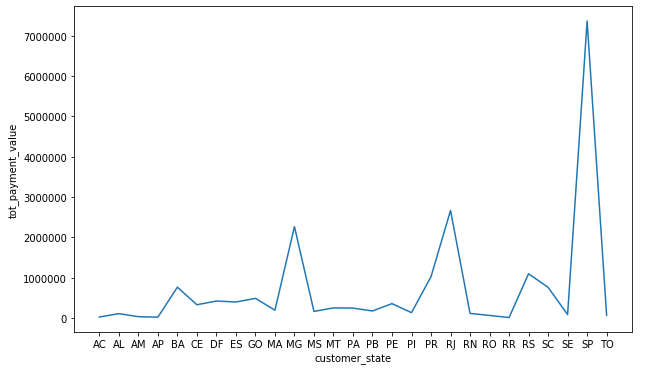 tot_payment_value
7000000
6000000
5000000
4000000
3000000
2000000
1000000
0
AC AL AM AP BA CE DF ES GO MA MG MS MT PA PB PE PI PR RJ RN RO RR RS SC SE SP TO
customer_state